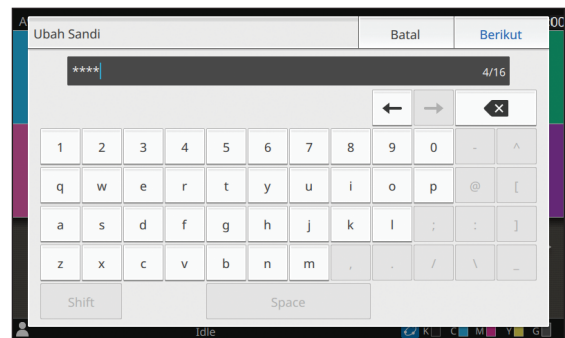 A Ubah Sandi Batal Berikut 00
**** 4/16
← →
1 2 3 4 5 6 7 8 9 0 - ^
q w e r t y u i o p @ [
a s d f g h j k l ; : ]
z x c v b n m , . / \ _
Shift Space
Idle K C M Y G